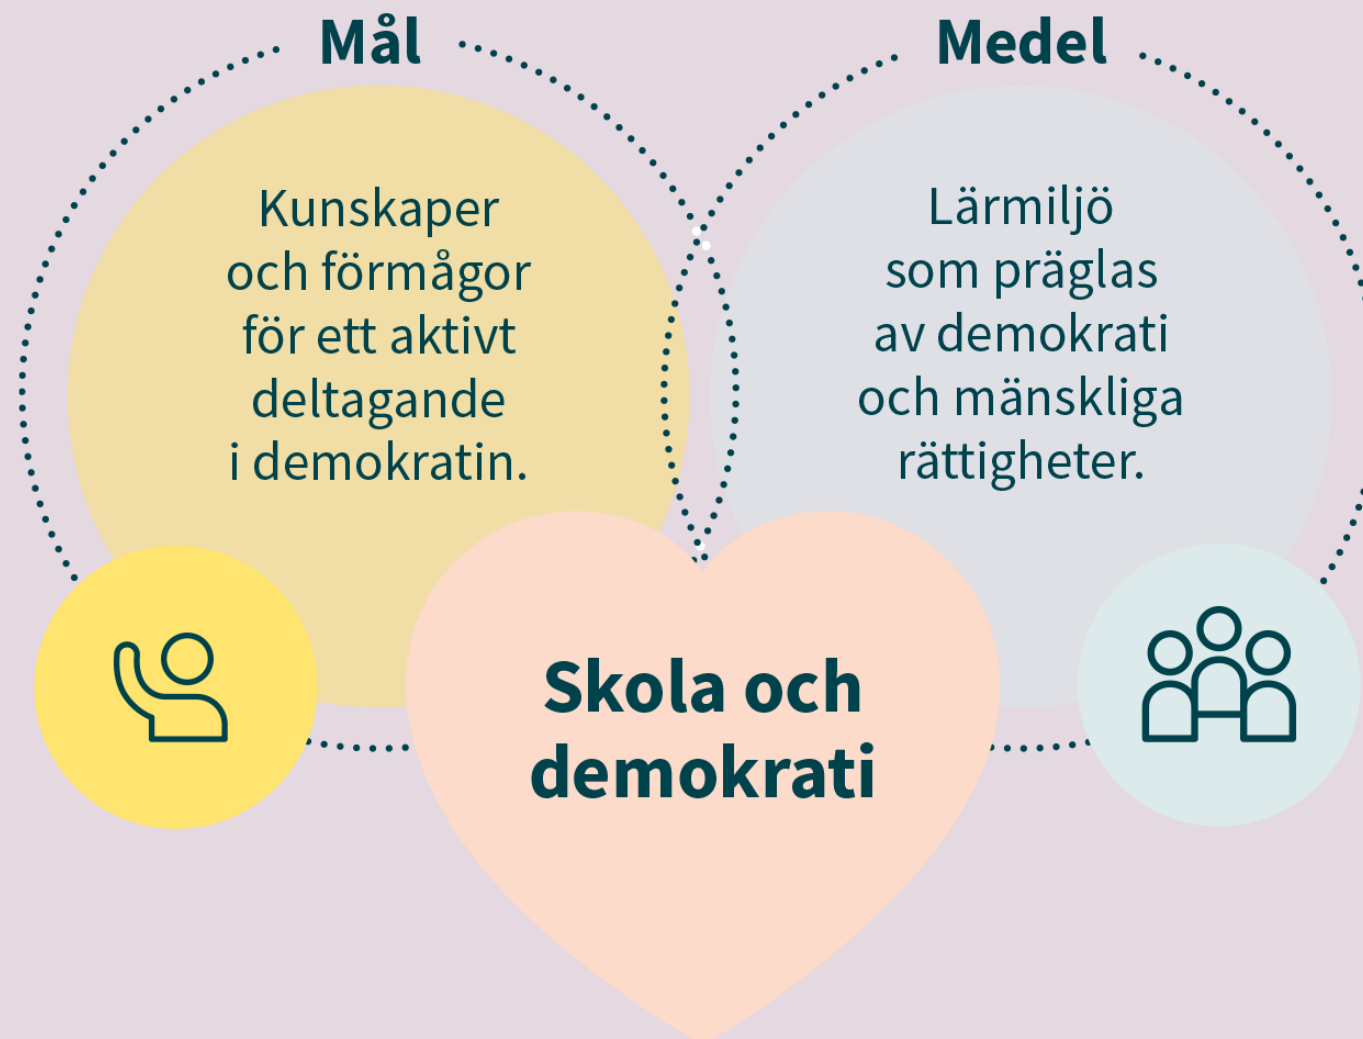 Mål
Kunskaper
och förmågor
för ett aktivt
deltagande
i demokratin.
Medel
Lärmiljö
som präglas
av demokrati
och mänskliga
rättigheter.
Skola och
demokrati